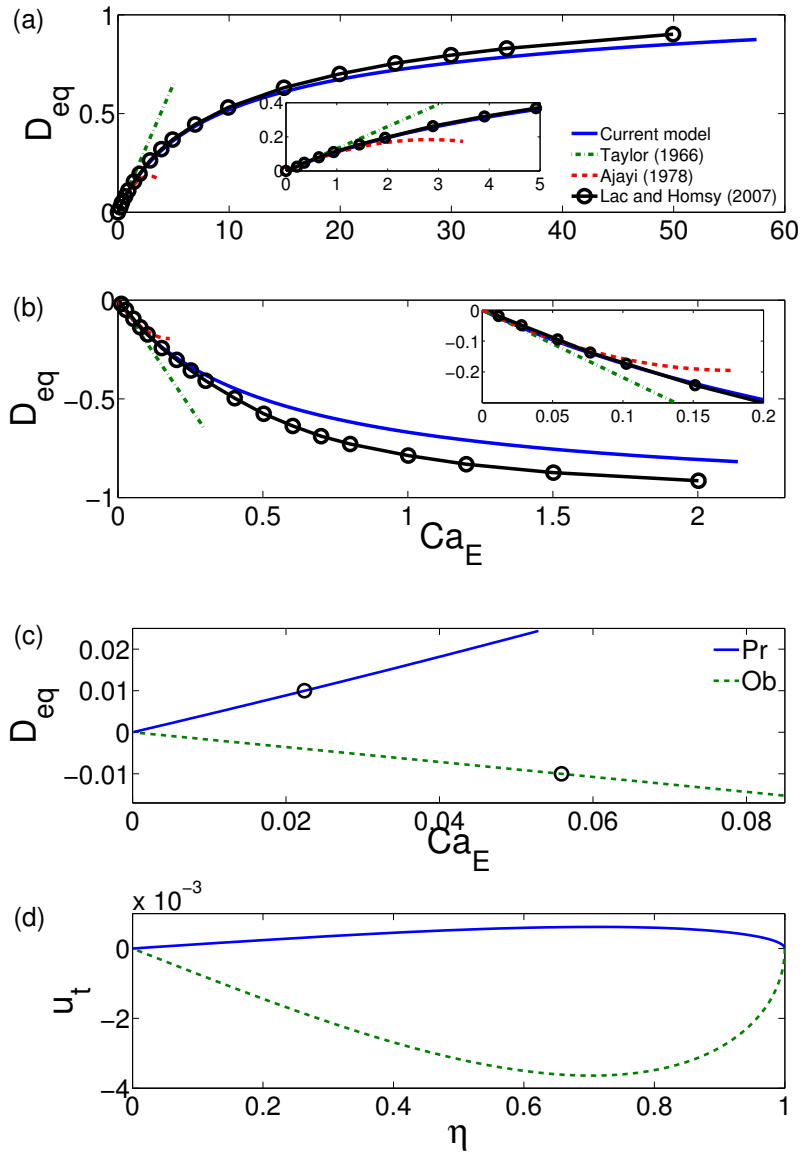 (a)
1
0.5
0
D_eq
0 10 20 30 40 50 60
0.4
0.2
0.0
0 1 2 3 4 5
Current model
Taylor (1966)
Ajayi (1978)
Lac and Homsy (2007)
(b)
0
−0.5
−1
D_eq
0 0.5 1 1.5 2
Ca_E
0
−0.1
−0.2
0 0.05 0.1 0.15 0.2
(c)
0.02
0.01
0
−0.01
D_eq
0 0.02 0.04 0.06 0.08
Ca_E
Pr
Ob
(d)
x 10^−3
0
−2
−4
u_t
0 0.2 0.4 0.6 0.8 1
η